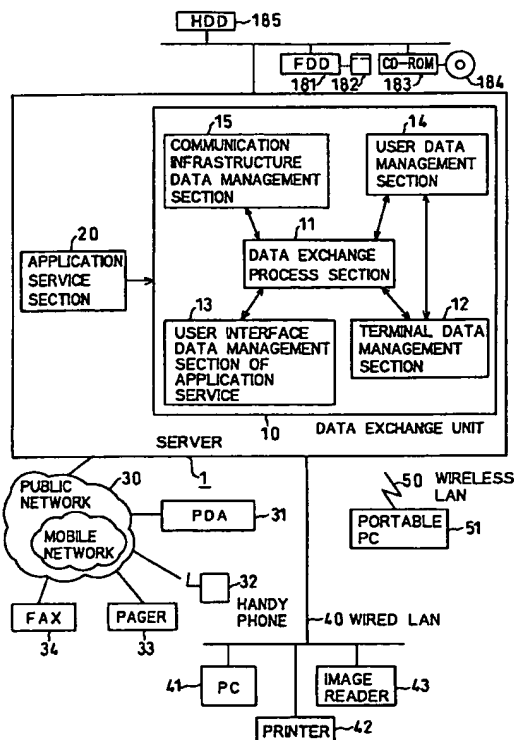 HDD
185
FDD
181
182
CD-ROM
183
184
15
COMMUNICATION
INFRASTRUCTURE
DATA MANAGEMENT
SECTION
14
USER DATA
MANAGEMENT
SECTION
20
APPLICATION
SERVICE
SECTION
11
DATA EXCHANGE
PROCESS SECTION
13
USER INTERFACE
DATA MANAGEMENT
SECTION OF
APPLICATION
SERVICE
12
TERMINAL DATA
MANAGEMENT
SECTION
10
DATA EXCHANGE UNIT
SERVER
1
30
PUBLIC
NETWORK
MOBILE
NETWORK
PDA
31
32
HANDY
PHONE
FAX
34
PAGER
33
50
WIRELESS
LAN
PORTABLE
PC
51
40 WIRED LAN
41
PC
IMAGE
READER
43
PRINTER
42